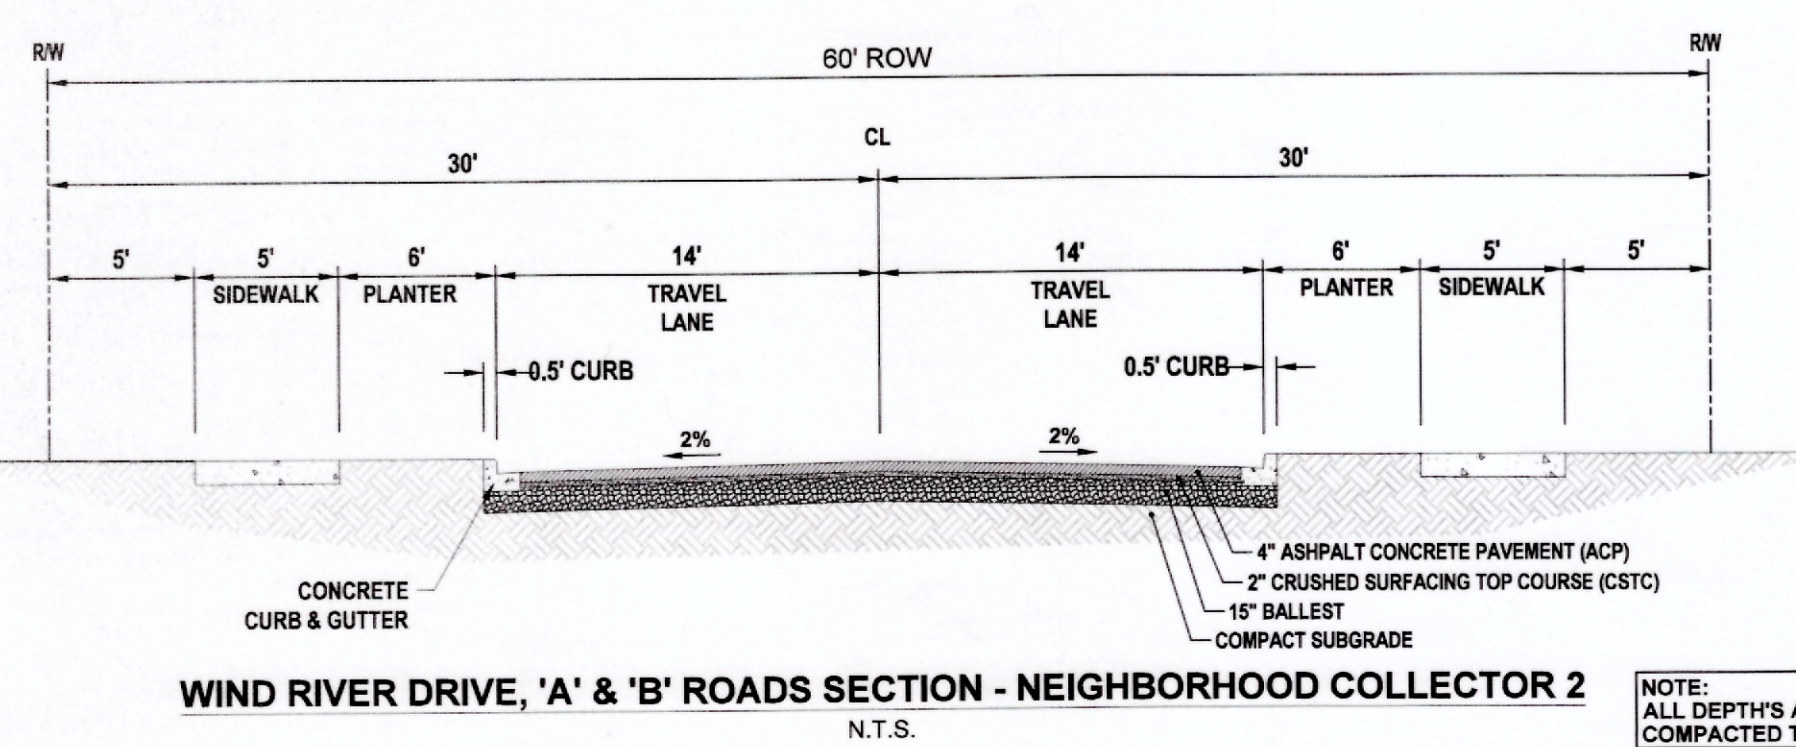 R/W
60' ROW
R/W
CL
30'
30'
5'
5'
6'
14'
14'
6'
5'
5'
SIDEWALK
PLANTER
TRAVEL
LANE
TRAVEL
LANE
PLANTER
SIDEWALK
0.5' CURB
0.5' CURB
2%
2%
CONCRETE
CURB & GUTTER
4" ASHPALT CONCRETE PAVEMENT (ACP)
2" CRUSHED SURFACING TOP COURSE (CSTC)
15" BALLEST
COMPACT SUBGRADE
WIND RIVER DRIVE, 'A' & 'B' ROADS SECTION - NEIGHBORHOOD COLLECTOR 2
N.T.S.
NOTE:
ALL DEPTH'S
COMPACTED